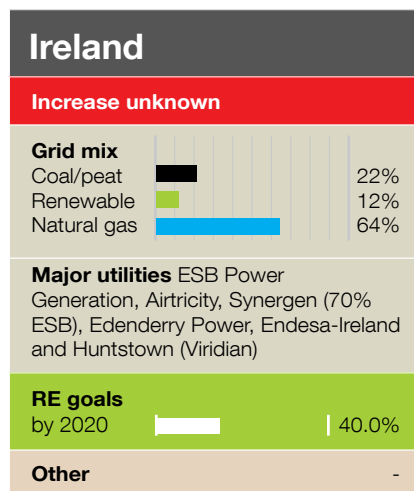 Ireland
Increase unknown
Grid mix
Coal/peat 22%
Renewable 12%
Natural gas 64%
Major utilities ESB Power
Generation, Airtricity, Synergen (70%
ESB), Edenderry Power, Endesa-Ireland
and Huntstown (Viridian)
RE goals
by 2020 40.0%
Other -